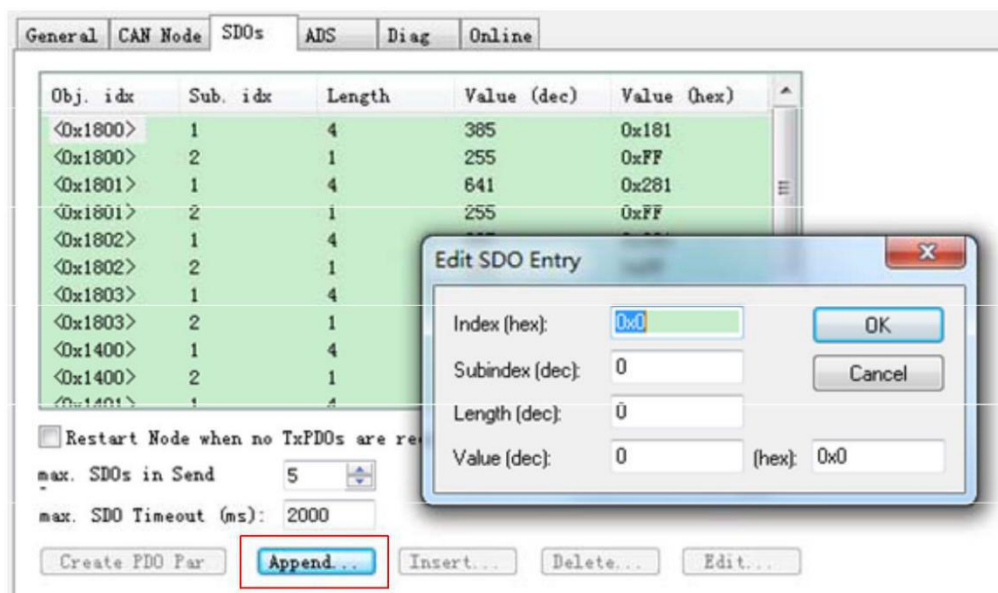 General CAN Node SDOs ADS Diag Online
Obj. idx Sub. idx Length Value (dec) Value (hex)
<0x1800> 1 4 385 0x181
<0x1800> 2 1 255 0xFF
<0x1801> 1 4 641 0x281
<0x1801> 2 1 255 0xFF
<0x1802> 1 4
<0x1802> 2 1
<0x1803> 1 4
<0x1803> 2 1
<0x1400> 1 4
<0x1400> 2 1
<0x1401> 1 4
Restart Node when no TxPDOs are
max. SDOs in Send 5
max. SDO Timeout (ms): 2000
Create PDO Par Append... Insert... Delete... Edit...
Edit SDO Entry
Index (hex): 0x0 OK
Subindex (dec): 0 Cancel
Length (dec): 0
Value (dec): 0 (hex): 0x0